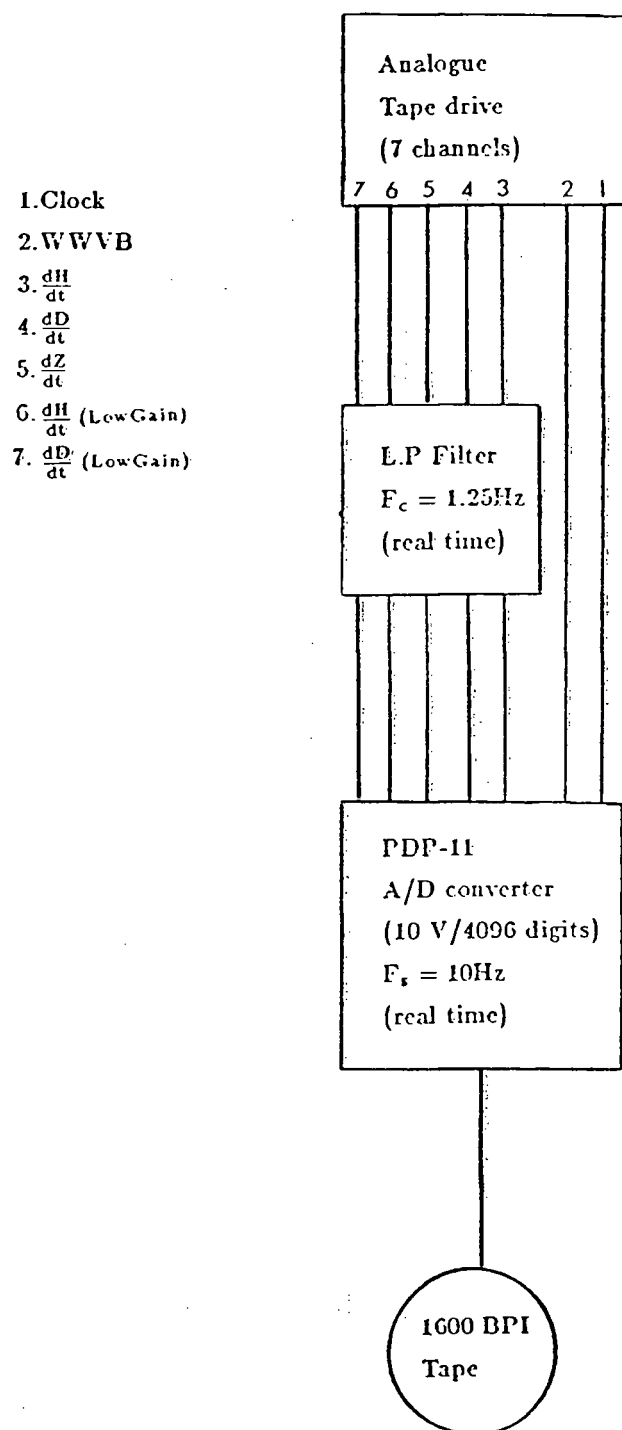 Analogue
Tape drive
(7 channels)
7 6 5 4 3 2 1
1.Clock
2.WWVB
3. dH/dt
4. dD/dt
5. dZ/dt
6. dH/dt (LowGain)
7. dD/dt (LowGain)
L.P Filter
Fc = 1.25Hz
(real time)
PDP-11
A/D converter
(10 V/4096 digits)
Fs = 10Hz
(real time)
1600 BPI
Tape